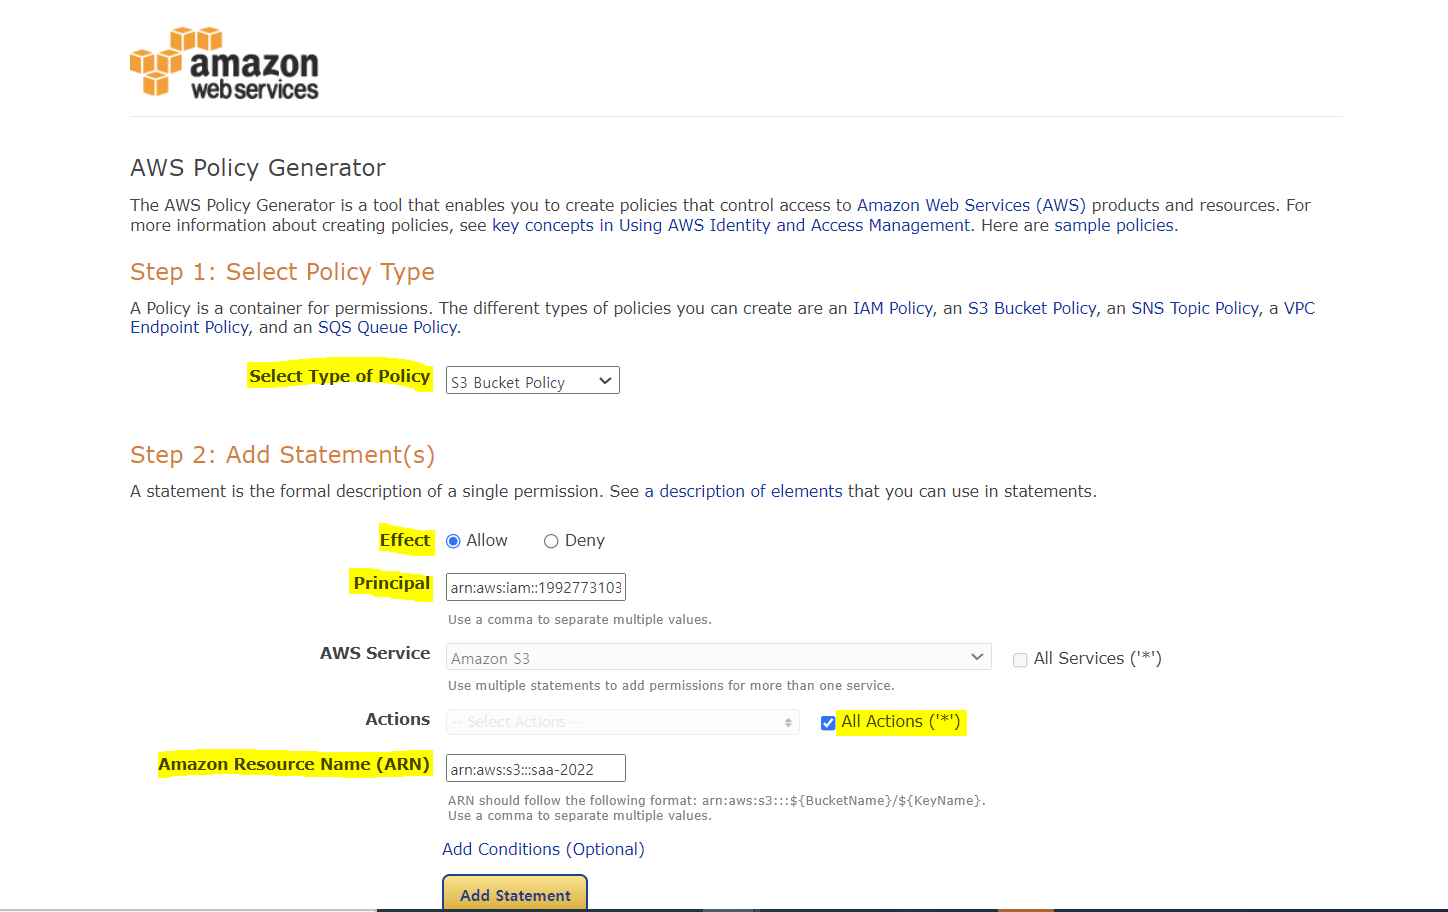 amazon
webservices
AWS Policy Generator
The AWS Policy Generator is a tool that enables you to create policies that control access to Amazon Web Services (AWS) products and resources. For
more information about creating policies, see key concepts in Using AWS Identity and Access Management. Here are sample policies.
Step 1: Select Policy Type
A Policy is a container for permissions. The different types of policies you can create are an IAM Policy, an S3 Bucket Policy, an SNS Topic Policy, a VPC
Endpoint Policy, and an SQS Queue Policy.
Select Type of Policy S3 Bucket Policy
Step 2: Add Statement(s)
A statement is the formal description of a single permission. See a description of elements that you can use in statements.
Effect Allow Deny
Principal arn:aws:iam::1992773103
Use a comma to separate multiple values.
AWS Service Amazon S3 All Services ('*')
Use multiple statements to add permissions for more than one service.
Actions -- Select Actions -- All Actions ('*')
Amazon Resource Name (ARN) arn:aws:s3:::saa-2022
ARN should follow the following format: arn:aws:s3:::${BucketName}/${KeyName}.
Use a comma to separate multiple values.
Add Conditions (Optional)
Add Statement